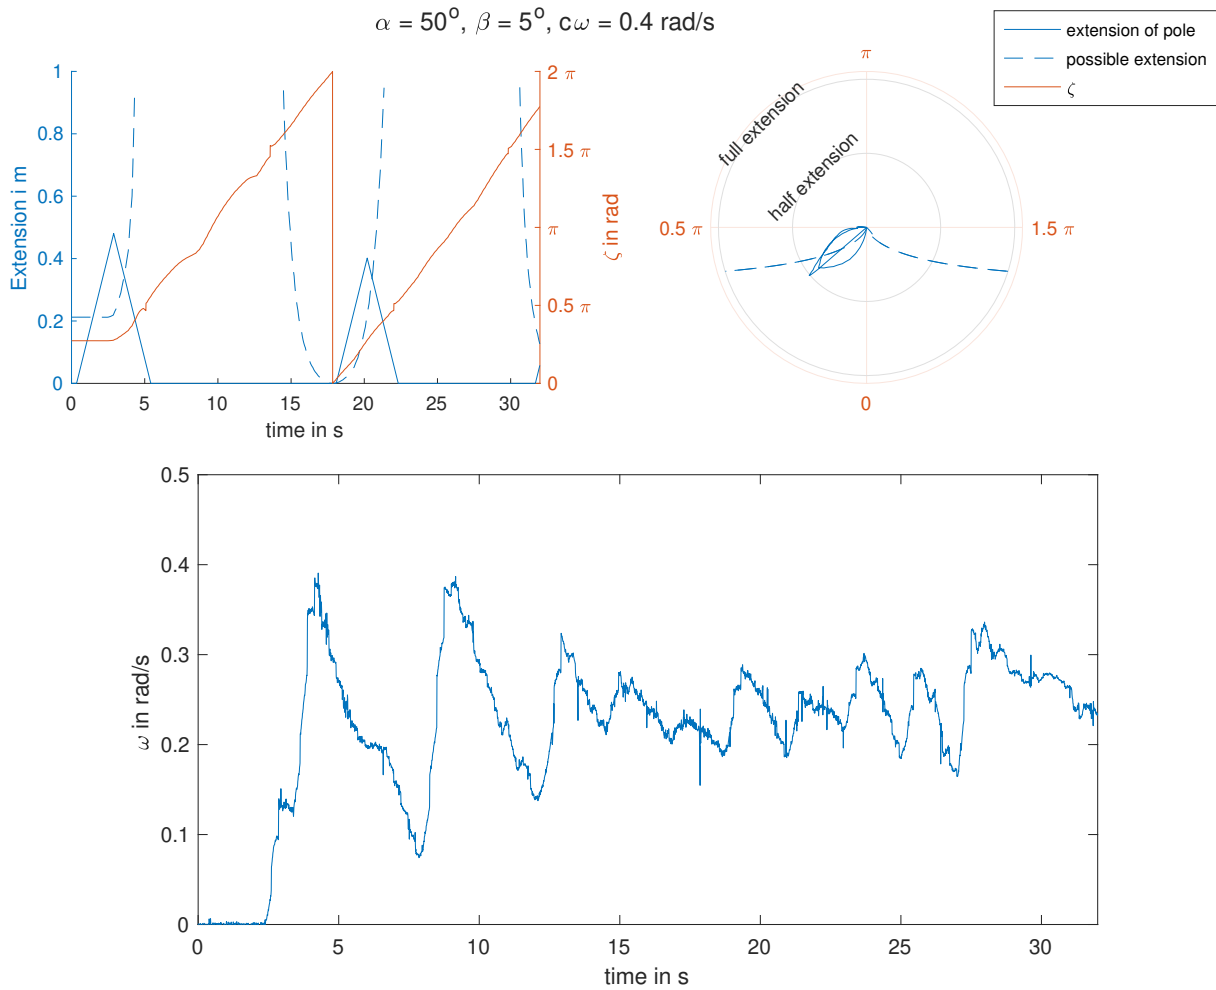 α = 50°, β = 5°, cω = 0.4 rad/s
extension of pole
possible extension
ζ
1
0.8
0.6
0.4
0.2
0
Extension i m
2 π
1.5 π
π
0.5 π
0
ζ in rad
0 5 10 15 20 25 30
time in s
π
full extension
half extension
0.5 π
1.5 π
0
0.5
0.4
0.3
0.2
0.1
0
ω in rad/s
0 5 10 15 20 25 30
time in s